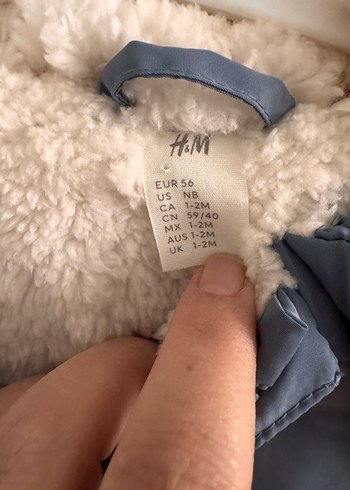 H&M
EUR 56
US NB
CA 1-2M
CN 59/40
MX 1-2M
AUS 1-2M
UK 1-2M